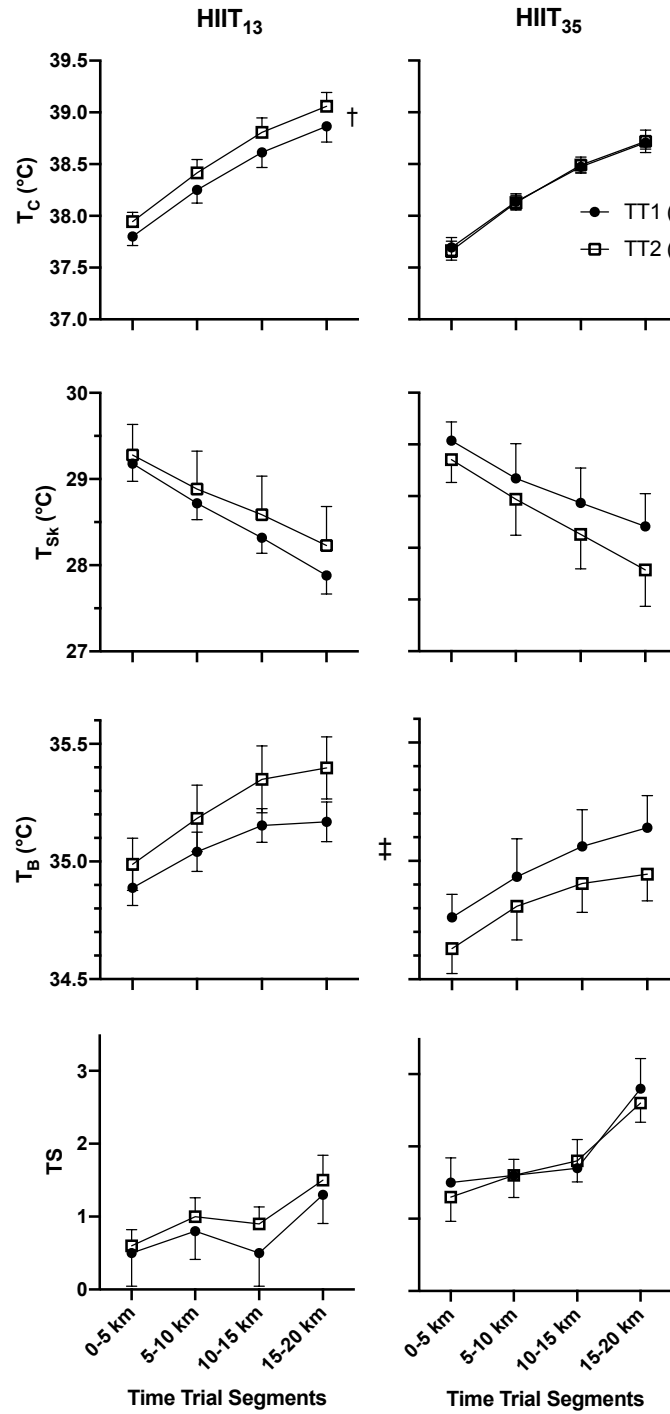 HIIT13 HIIT35
39.5
39.0
38.5
38.0
37.5
37.0
TC (°C)
†
TT1 (
TT2 (
30
29
28
27
TSk (°C)
35.5
35.0
34.5
TB (°C)
‡
3
2
1
0
TS
0-5 km 5-10 km 10-15 km 15-20 km 0-5 km 5-10 km 10-15 km 15-20 km
Time Trial Segments Time Trial Segments